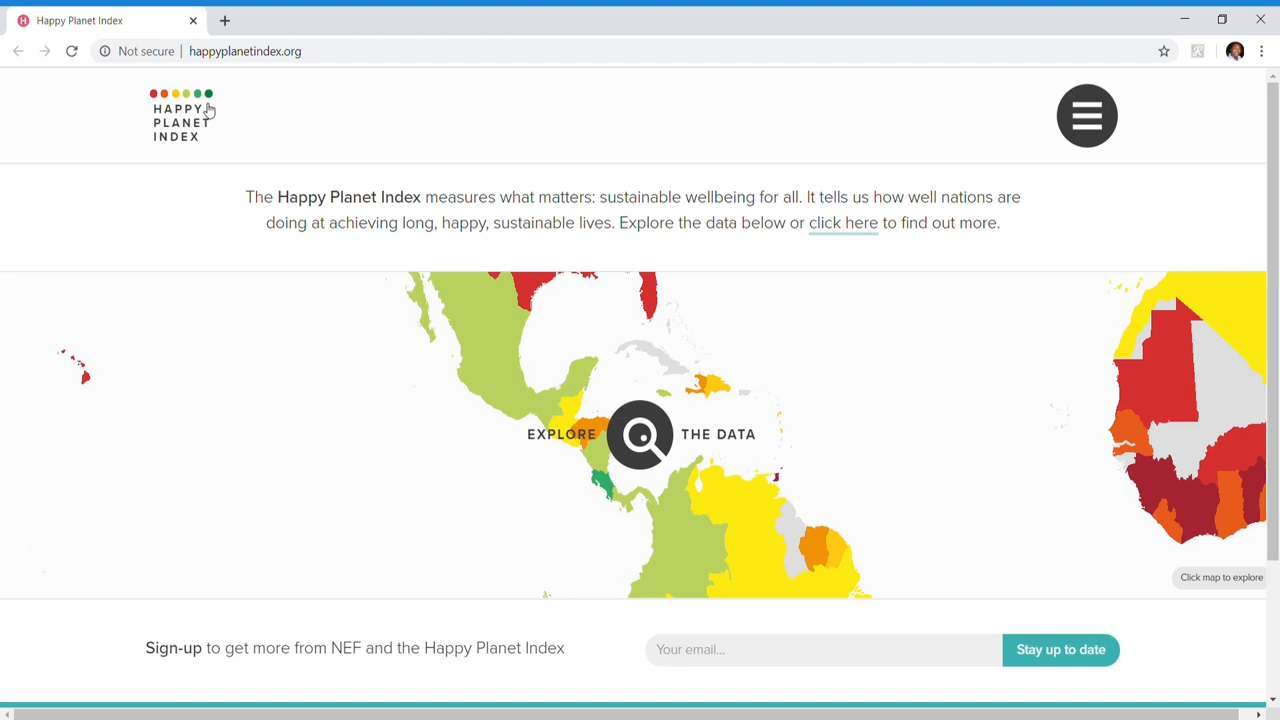 Happy Planet Index
Not secure | happyplanetindex.org
HAPPY
PLANET
INDEX
The Happy Planet Index measures what matters: sustainable wellbeing for all. It tells us how well nations are
doing at achieving long, happy, sustainable lives. Explore the data below or click here to find out more.
EXPLORE THE DATA
Click map to explore
Sign-up to get more from NEF and the Happy Planet Index
Your email...
Stay up to date